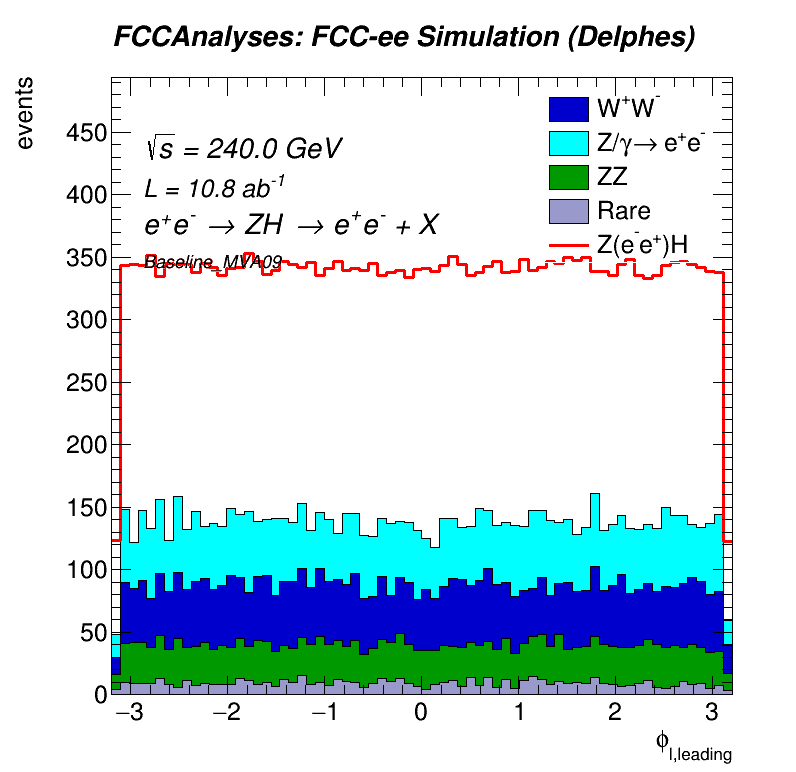 FCCAnalyses: FCC-ee Simulation (Delphes)
events
√s = 240.0 GeV
L = 10.8 ab⁻¹
e⁺e⁻ → ZH → e⁺e⁻ + X
Baseline_MVA09
W⁺W⁻
Z/γ→ e⁺e⁻
ZZ
Rare
Z(e⁻e⁺)H
450
400
350
300
250
200
150
100
50
0
−3 −2 −1 0 1 2 3
ϕ_l,leading